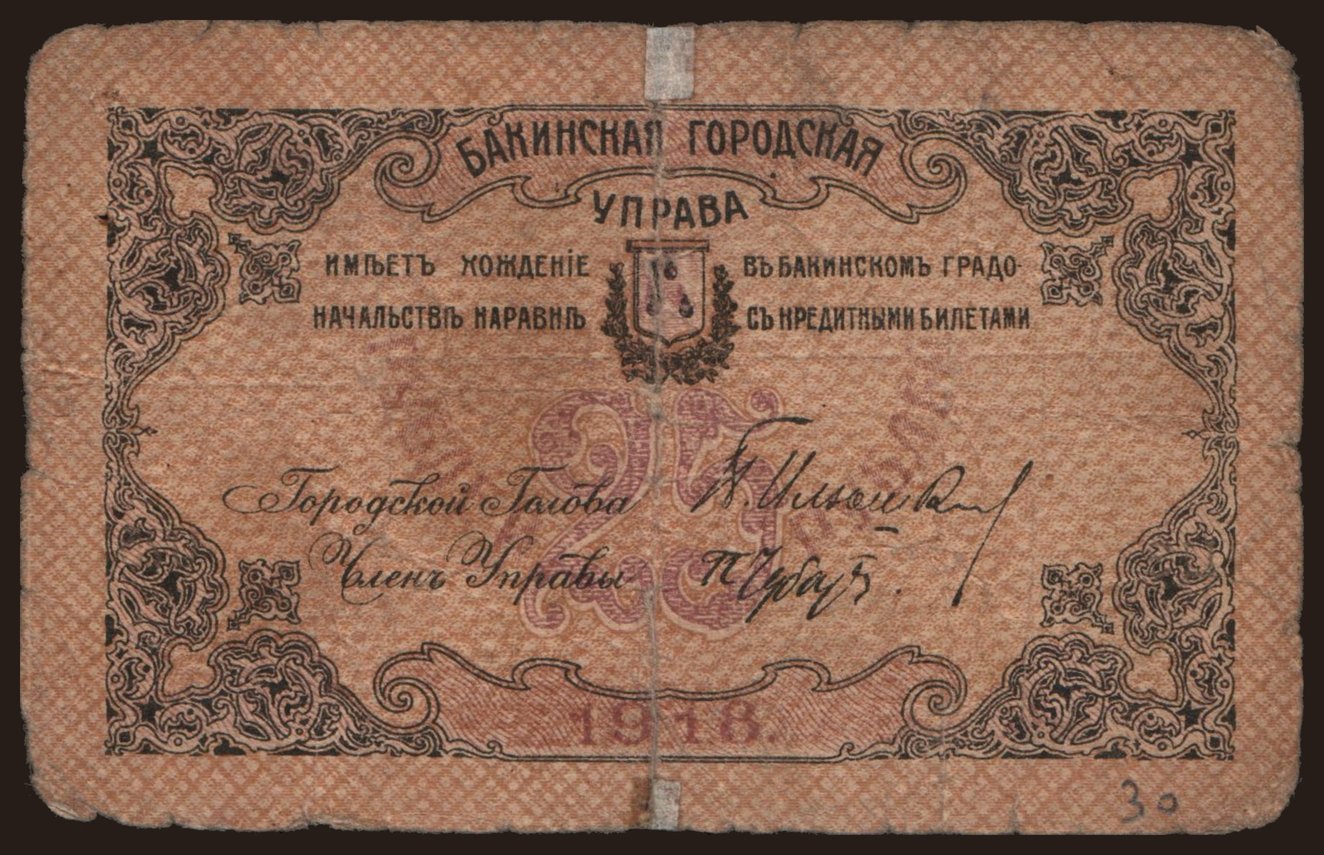 БАКИНСКАЯ ГОРОДСКАЯ
УПРАВА
ИМѢЕТЪ ХОЖДЕНІЕ ВЪ БАКИНСКОМЪ ГРАДО-
НАЧАЛЬСТВѢ НАРАВНѢ СЪ КРЕДИТНЫМИ БИЛЕТАМИ
25
Городской Голова
Членъ Управы
1918.
30